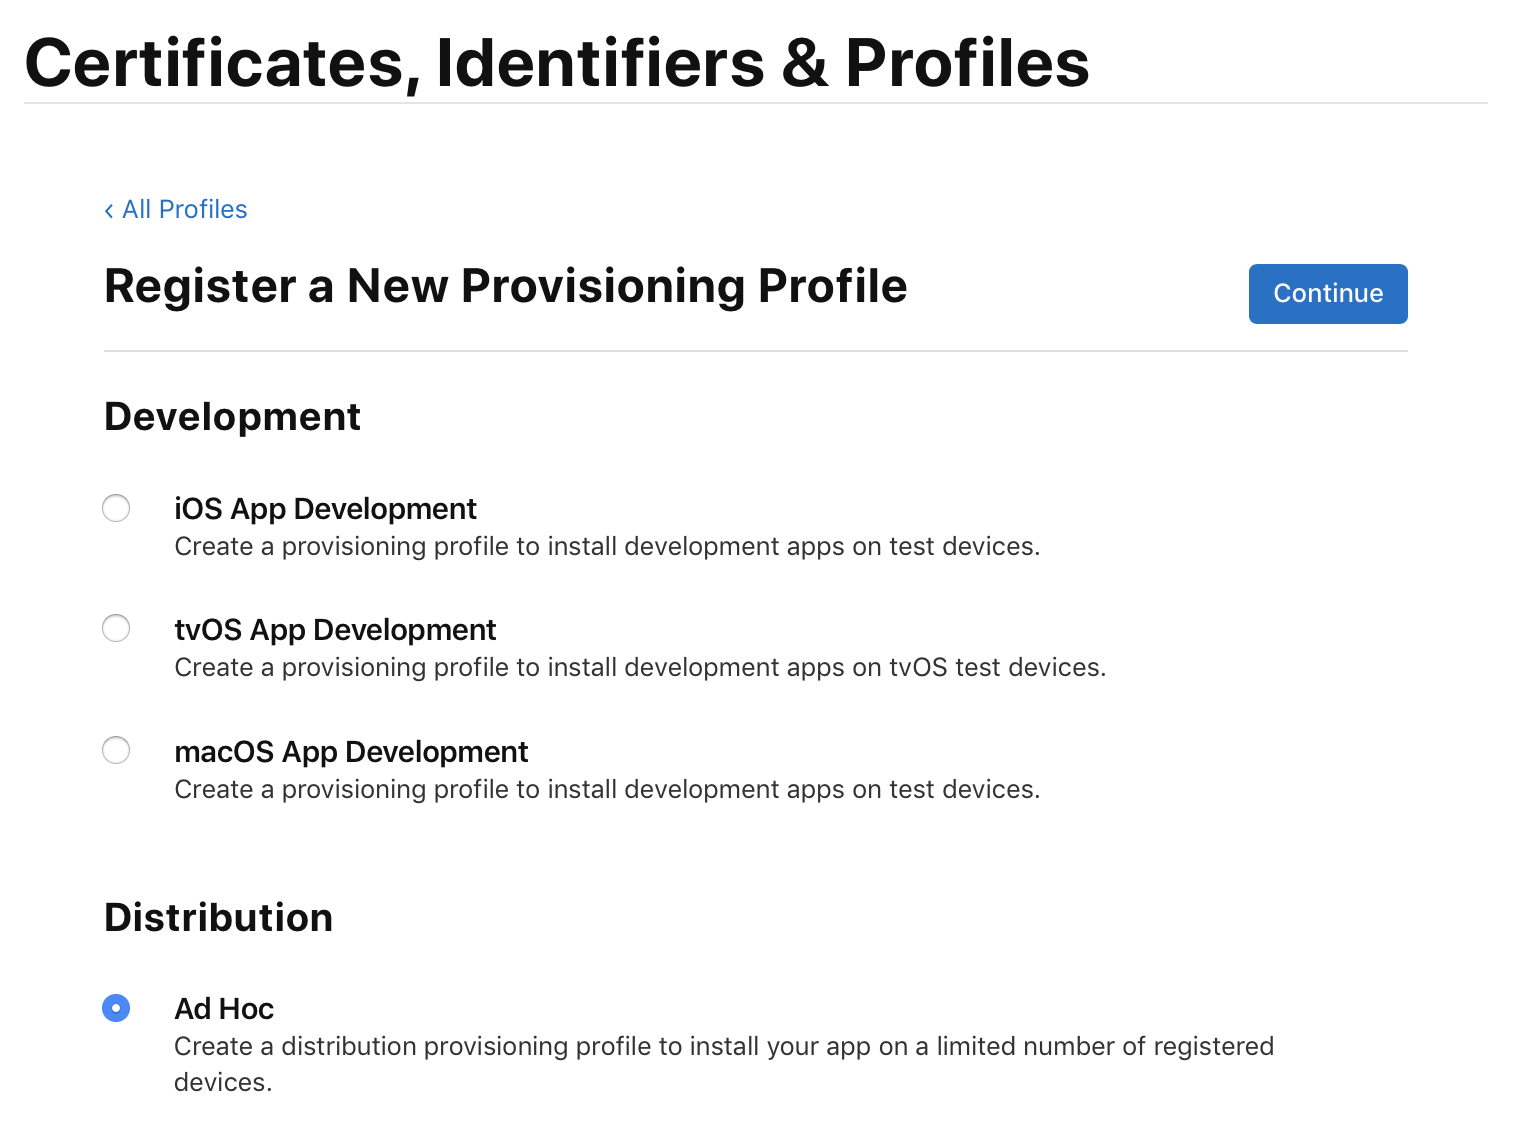 Certificates, Identifiers & Profiles
‹ All Profiles
Register a New Provisioning Profile
Continue
Development
iOS App Development
Create a provisioning profile to install development apps on test devices.
tvOS App Development
Create a provisioning profile to install development apps on tvOS test devices.
macOS App Development
Create a provisioning profile to install development apps on test devices.
Distribution
Ad Hoc
Create a distribution provisioning profile to install your app on a limited number of registered
devices.